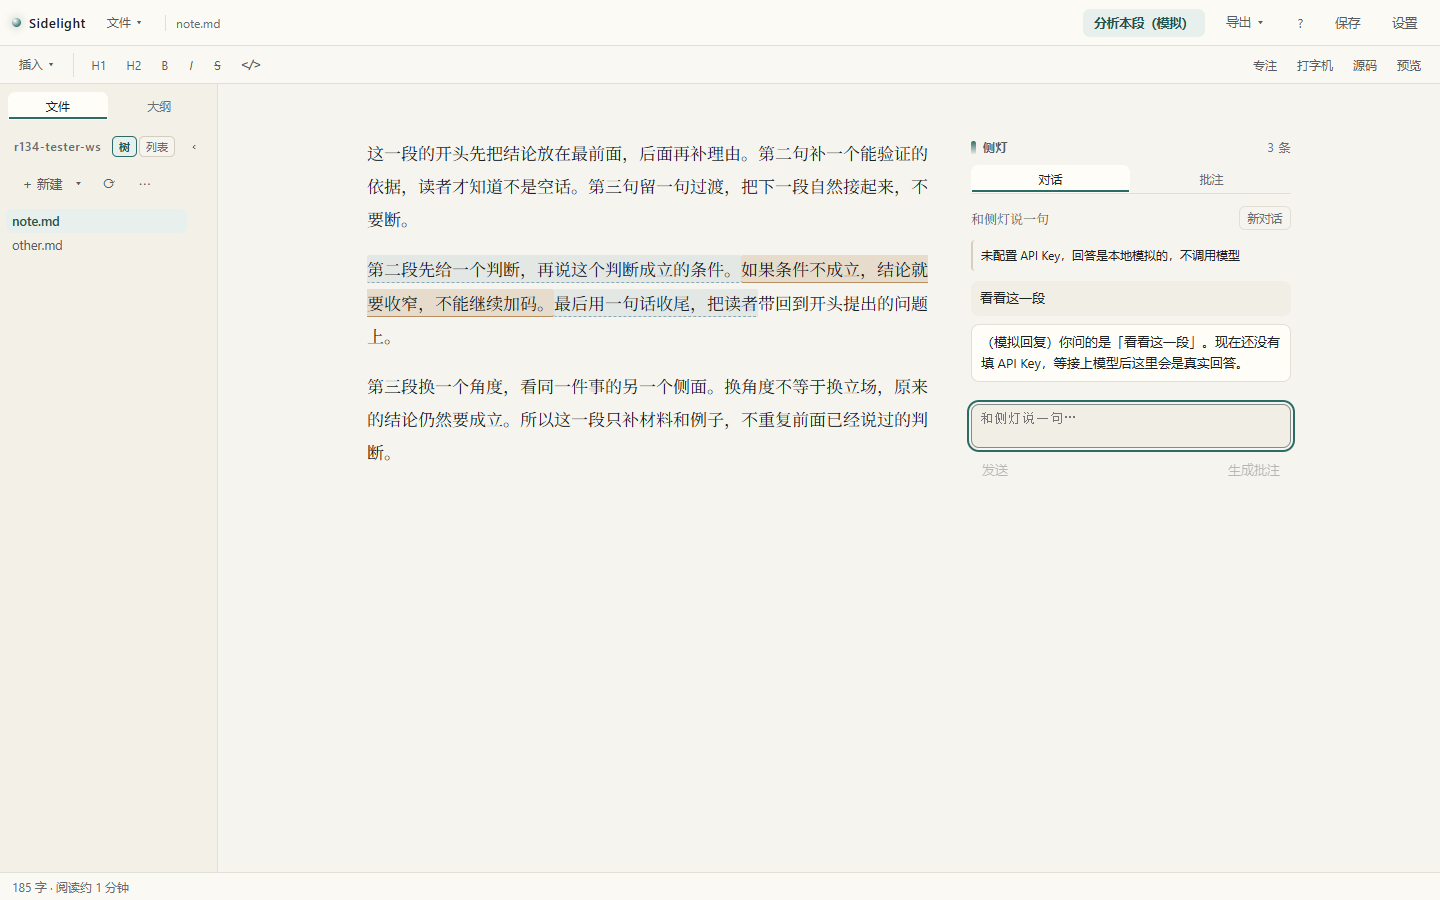 Sidelight 文件 ▾ note.md 分析本段（模拟） 导出 ▾ ? 保存 设置
插入 ▾ H1 H2 B I S </> 专注 打字机 源码 预览
文件 大纲
r134-tester-ws 树 列表 ‹
+ 新建 ▾ ⟳ ···
note.md
other.md
这一段的开头先把结论放在最前面，后面再补理由。第二句补一个能验证的
依据，读者才知道不是空话。第三句留一句过渡，把下一段自然接起来，不
要断。
第二段先给一个判断，再说这个判断成立的条件。如果条件不成立，结论就
要收窄，不能继续加码。最后用一句话收尾，把读者带回到开头提出的问题
上。
第三段换一个角度，看同一件事的另一个侧面。换角度不等于换立场，原来
的结论仍然要成立。所以这一段只补材料和例子，不重复前面已经说过的判
断。
侧灯 3 条
对话 批注
和侧灯说一句 新对话
未配置 API Key，回答是本地模拟的，不调用模型
看看这一段
（模拟回复）你问的是「看看这一段」。现在还没有
填 API Key，等接上模型后这里会是真实回答。
和侧灯说一句…
发送 生成批注
185 字 · 阅读约 1 分钟